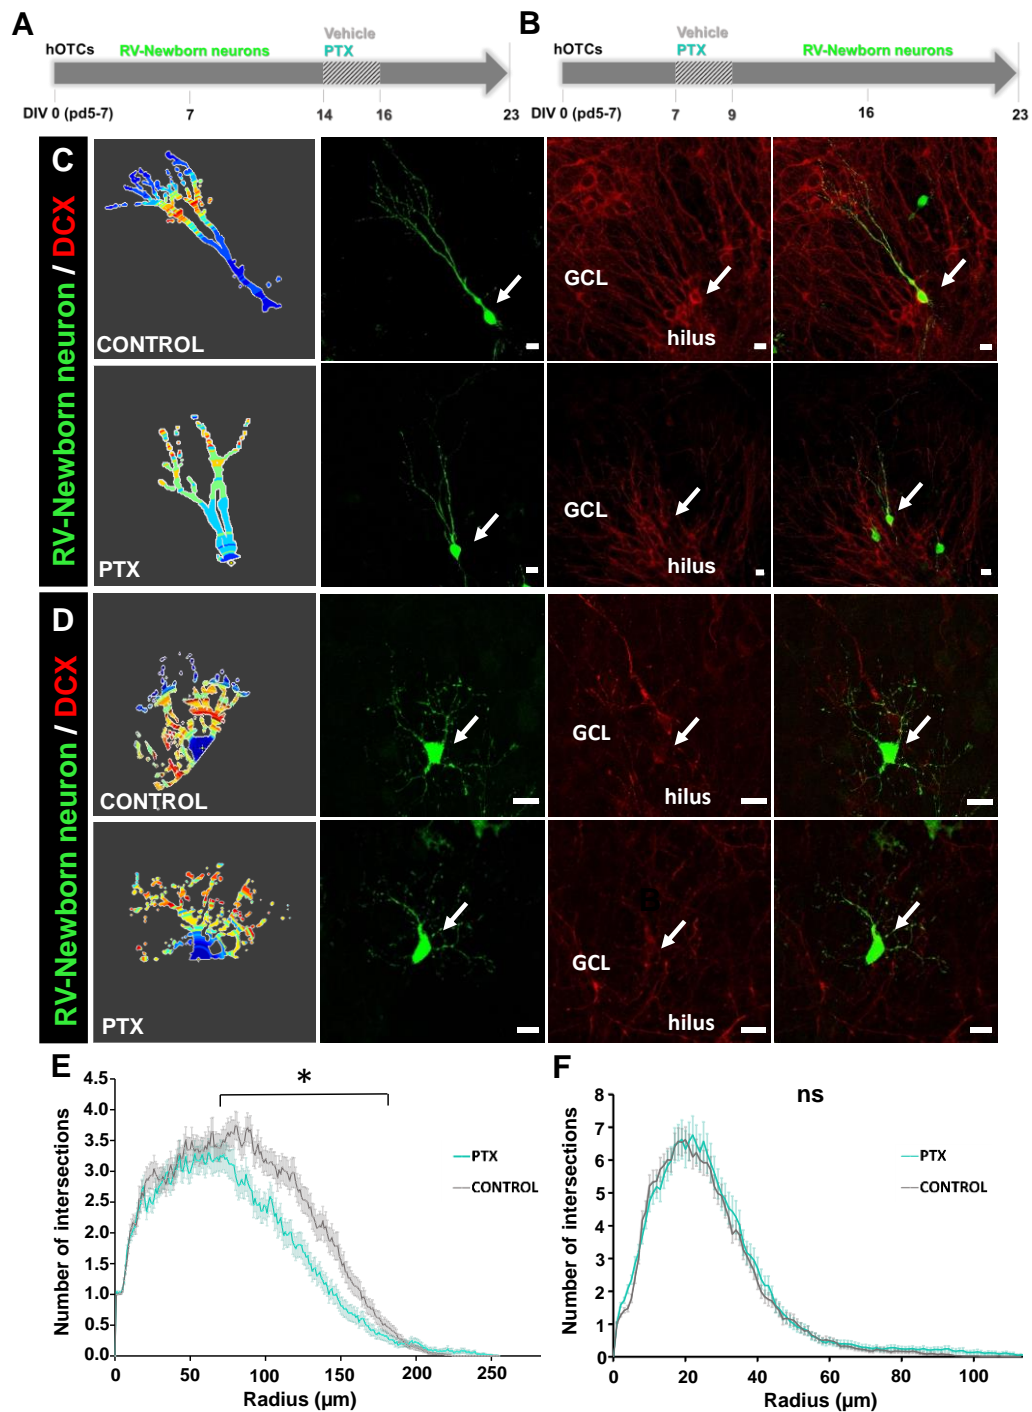 A
B
Vehicle
Vehicle
hOTCs
RV-Newborn neurons
PTX
hOTCs
PTX
RV-Newborn neurons
DIV 0 (pd5-7)
7
14
16
23
DIV 0 (pd5-7)
7
9
16
23
RV-Newborn neuron / DCX
C
CONTROL
GCL
hilus
PTX
GCL
hilus
RV-Newborn neuron / DCX
D
CONTROL
GCL
hilus
PTX
B
GCL
hilus
E
4.5
4.0
3.5
3.0
2.5
2.0
1.5
1.0
0.5
0.0
Number of intersections
*
PTX
CONTROL
0
50
100
150
200
250
Radius (µm)
F
8
7
6
5
4
3
2
1
0
Number of intersections
ns
PTX
CONTROL
0
20
40
60
80
100
Radius (µm)